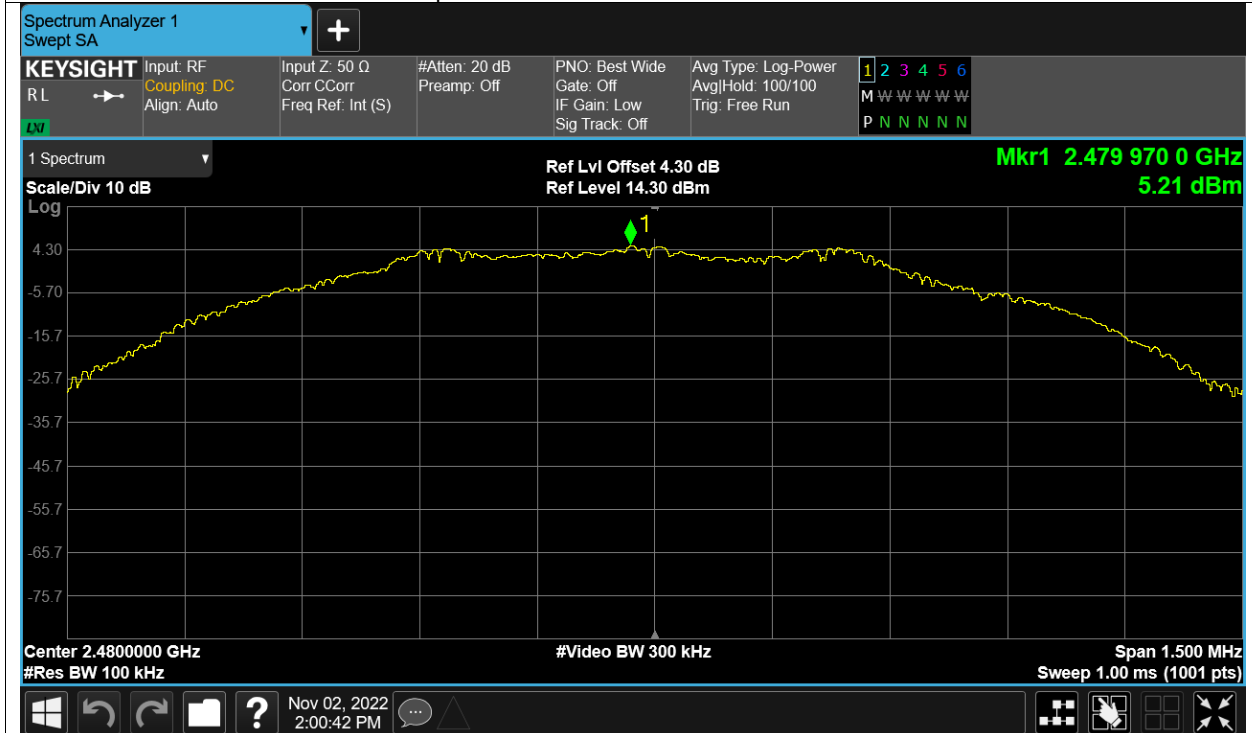 Spectrum Analyzer 1
Swept SA
KEYSIGHT
R L
LXI
Input: RF
Coupling: DC
Align: Auto
Input Z: 50 Ω
Corr CCorr
Freq Ref: Int (S)
#Atten: 20 dB
Preamp: Off
PNO: Best Wide
Gate: Off
IF Gain: Low
Sig Track: Off
Avg Type: Log-Power
Avg|Hold: 100/100
Trig: Free Run
1 2 3 4 5 6
M W W W W W
P N N N N N
1 Spectrum
Scale/Div 10 dB
Log
Ref Lvl Offset 4.30 dB
Ref Level 14.30 dBm
Mkr1 2.479 970 0 GHz
5.21 dBm
1
4.30
-5.70
-15.7
-25.7
-35.7
-45.7
-55.7
-65.7
-75.7
Center 2.4800000 GHz
#Res BW 100 kHz
#Video BW 300 kHz
Span 1.500 MHz
Sweep 1.00 ms (1001 pts)
?
Nov 02, 2022
2:00:42 PM